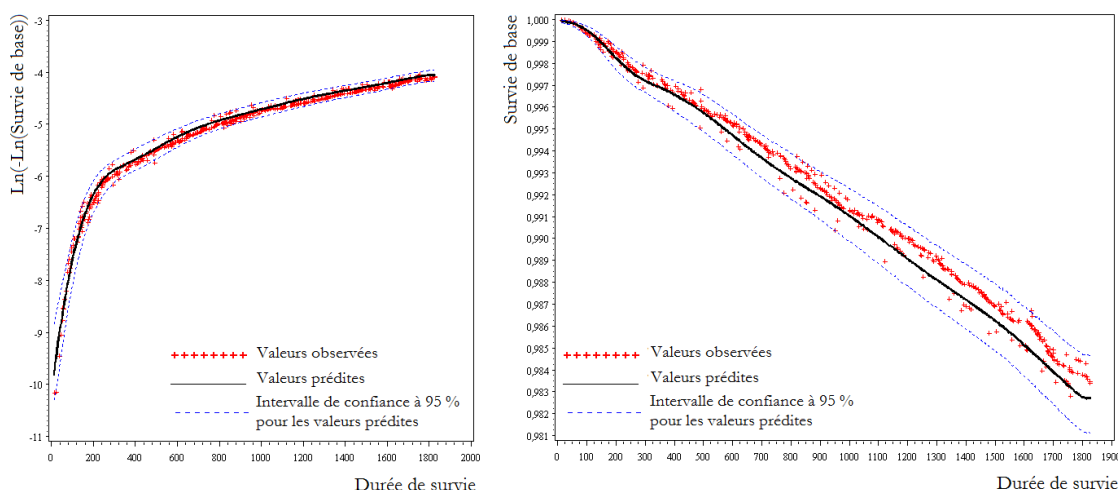 Ln(-Ln(Survie de base))
-3
-4
-5
-6
-7
-8
-9
-10
-11
0 200 400 600 800 1000 1200 1400 1600 1800 2000
Valeurs observées
Valeurs prédites
Intervalle de confiance à 95 %
pour les valeurs prédites
Durée de survie
Survie de base
1,000
0,999
0,998
0,997
0,996
0,995
0,994
0,993
0,992
0,991
0,990
0,989
0,988
0,987
0,986
0,985
0,984
0,983
0,982
0,981
0 100 200 300 400 500 600 700 800 900 1000 1100 1200 1300 1400 1500 1600 1700 1800 1900
Valeurs observées
Valeurs prédites
Intervalle de confiance à 95 %
pour les valeurs prédites
Durée de survie